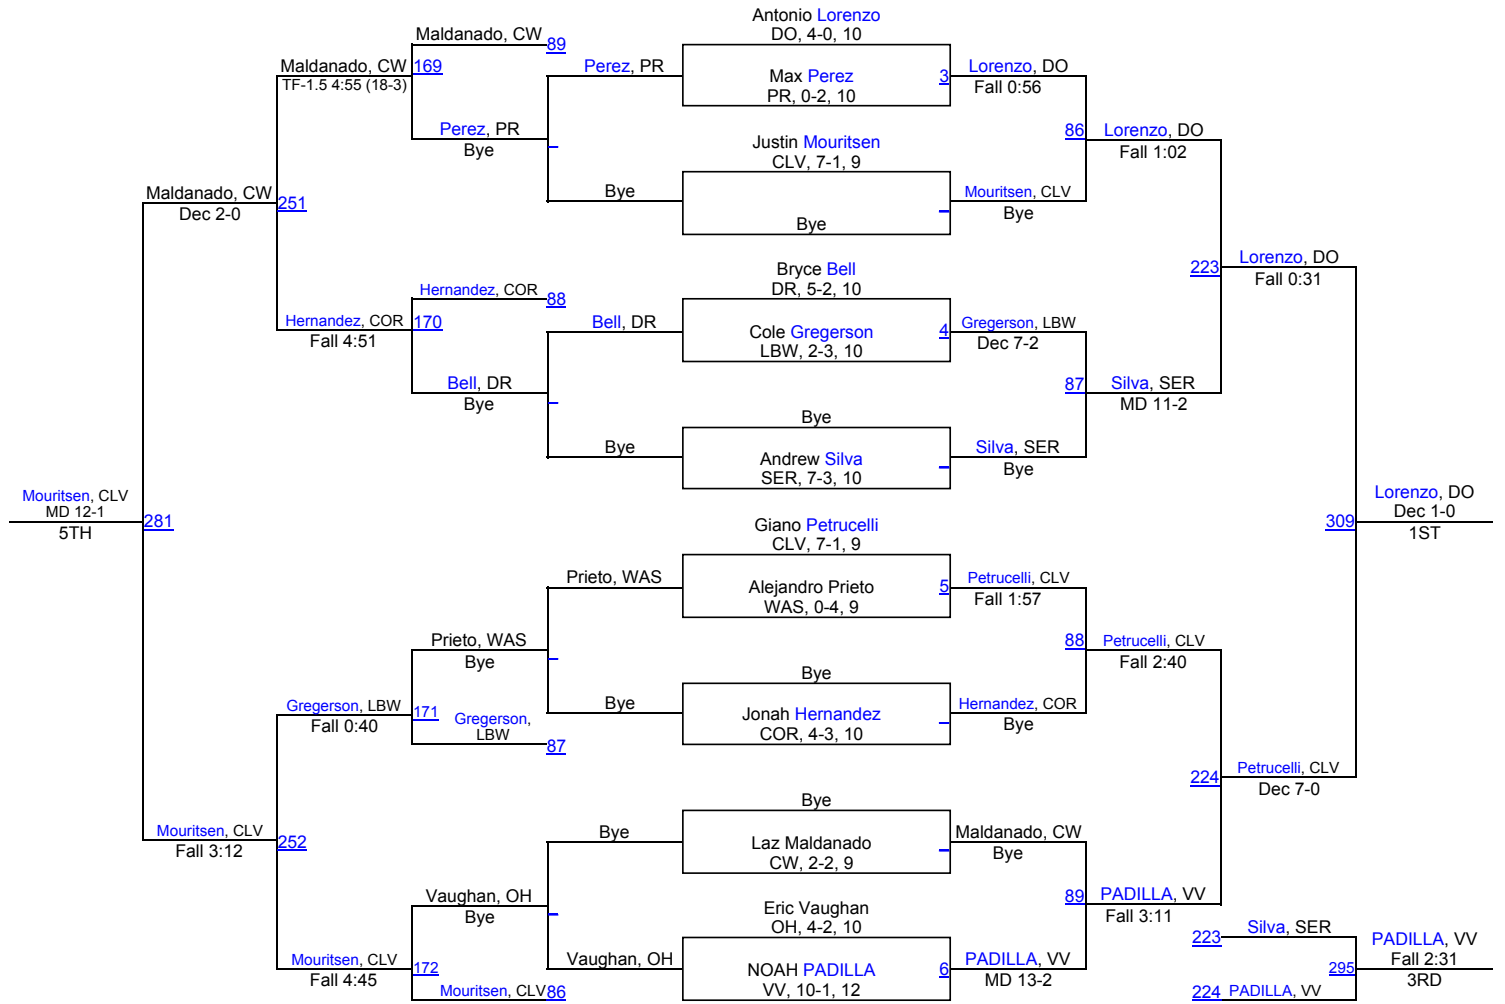 Antonio Lorenzo
DO, 4-0, 10
Maldanado, CW
89
Maldanado, CW
169
TF-1.5 4:55 (18-3)
Perez, PR
Max Perez
PR, 0-2, 10
3
Lorenzo, DO
Fall 0:56
Perez, PR
Bye
86
Lorenzo, DO
Fall 1:02
Justin Mouritsen
CLV, 7-1, 9
Maldanado, CW
Dec 2-0
251
Bye
Bye
Mouritsen, CLV
Bye
Bryce Bell
DR, 5-2, 10
223
Lorenzo, DO
Fall 0:31
Hernandez, COR
88
Hernandez, COR
170
Fall 4:51
Bell, DR
Cole Gregerson
LBW, 2-3, 10
4
Gregerson, LBW
Dec 7-2
Bell, DR
Bye
87
Silva, SER
MD 11-2
Bye
Bye
Andrew Silva
SER, 7-3, 10
Silva, SER
Bye
Mouritsen, CLV
MD 12-1
281
5TH
309
Lorenzo, DO
Dec 1-0
1ST
Giano Petrucelli
CLV, 7-1, 9
Prieto, WAS
Alejandro Prieto
WAS, 0-4, 9
5
Petrucelli, CLV
Fall 1:57
Prieto, WAS
Bye
88
Petrucelli, CLV
Fall 2:40
Bye
Bye
Jonah Hernandez
COR, 4-3, 10
Hernandez, COR
Bye
Gregerson, LBW
Fall 0:40
171
Gregerson,
LBW
87
224
Petrucelli, CLV
Dec 7-0
Bye
Mouritsen, CLV
Fall 3:12
252
Bye
Laz Maldanado
CW, 2-2, 9
Maldanado, CW
Bye
Vaughan, OH
Bye
89
PADILLA, VV
Fall 3:11
Eric Vaughan
OH, 4-2, 10
Mouritsen, CLV
Fall 4:45
172
Vaughan, OH
NOAH PADILLA
VV, 10-1, 12
6
PADILLA, VV
MD 13-2
Mouritsen, CLV
86
223
Silva, SER
295
PADILLA, VV
Fall 2:31
3RD
224
PADILLA, VV